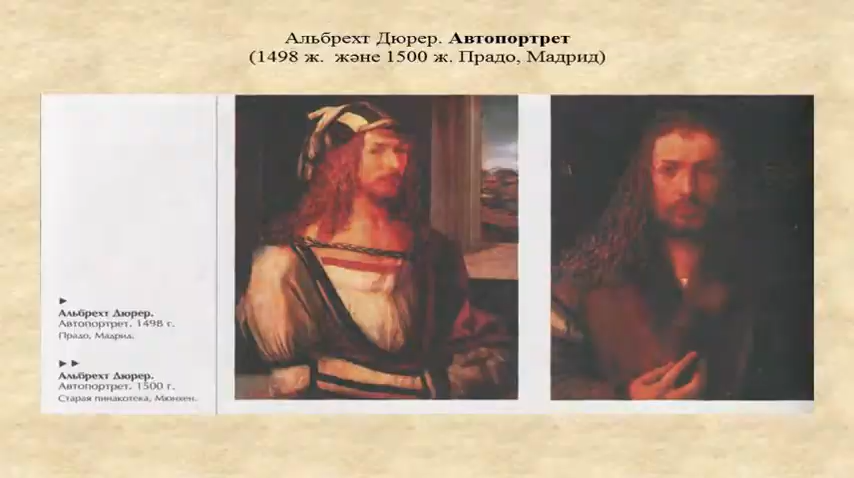 Альбрехт Дюрер. Автопортрет
(1498 ж. және 1500 ж. Прадо, Мадрид)
▶
Альбрехт Дюрер.
Автопортрет. 1498 г.
Прадо, Мадрид.
▶▶
Альбрехт Дюрер.
Автопортрет. 1500 г.
Старая пинакотека, Мюнхен.